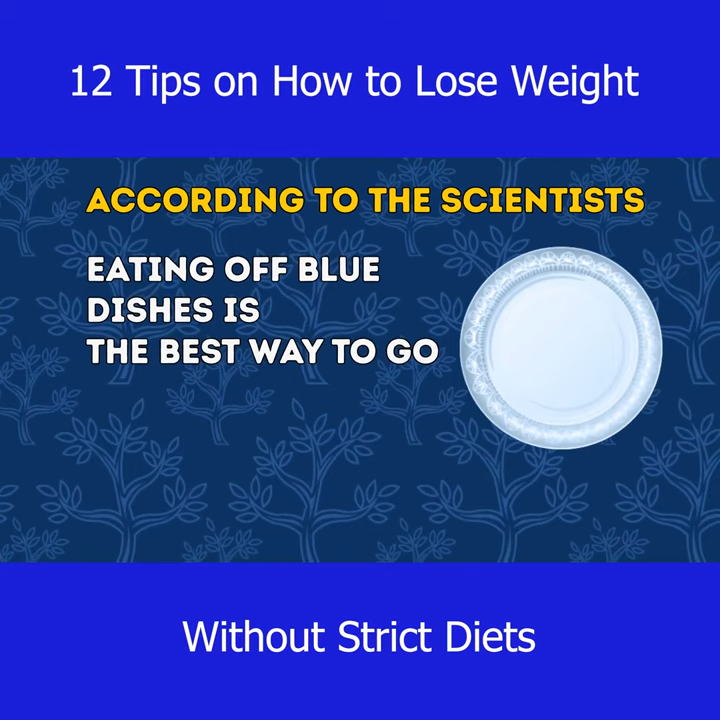 12 Tips on How to Lose Weight
ACCORDING TO THE SCIENTISTS
EATING OFF BLUE
DISHES IS
THE BEST WAY TO GO
Without Strict Diets